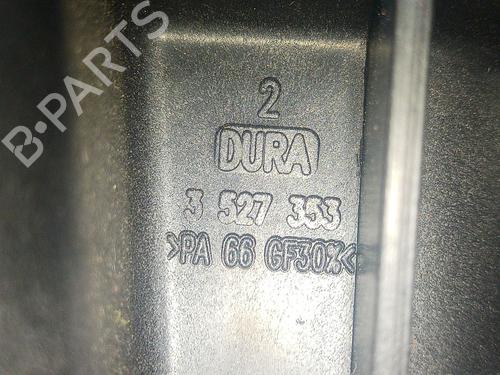 B·PARTS
2
DURA
3 527 353
>PA 66 GF30%<